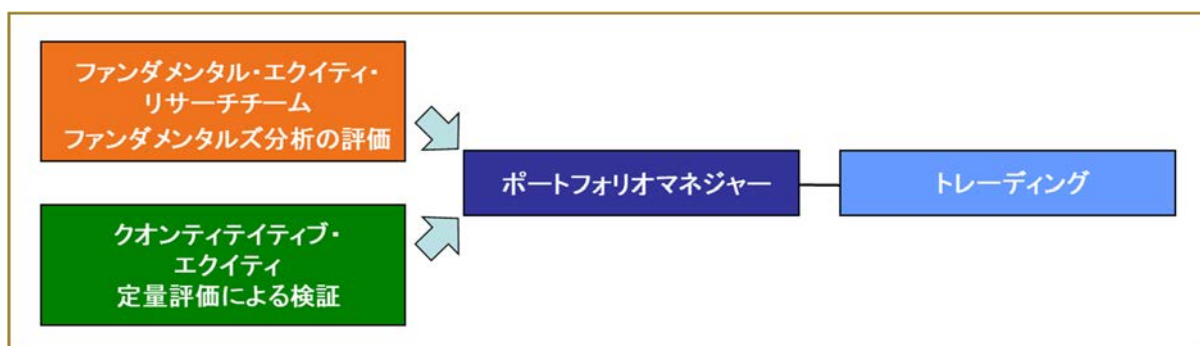 ファンダメンタル・エクイティ・
リサーチチーム
ファンダメンタルズ分析の評価
クオンティテイティブ・
エクイティ
定量評価による検証
ポートフォリオマネジャー
トレーディング